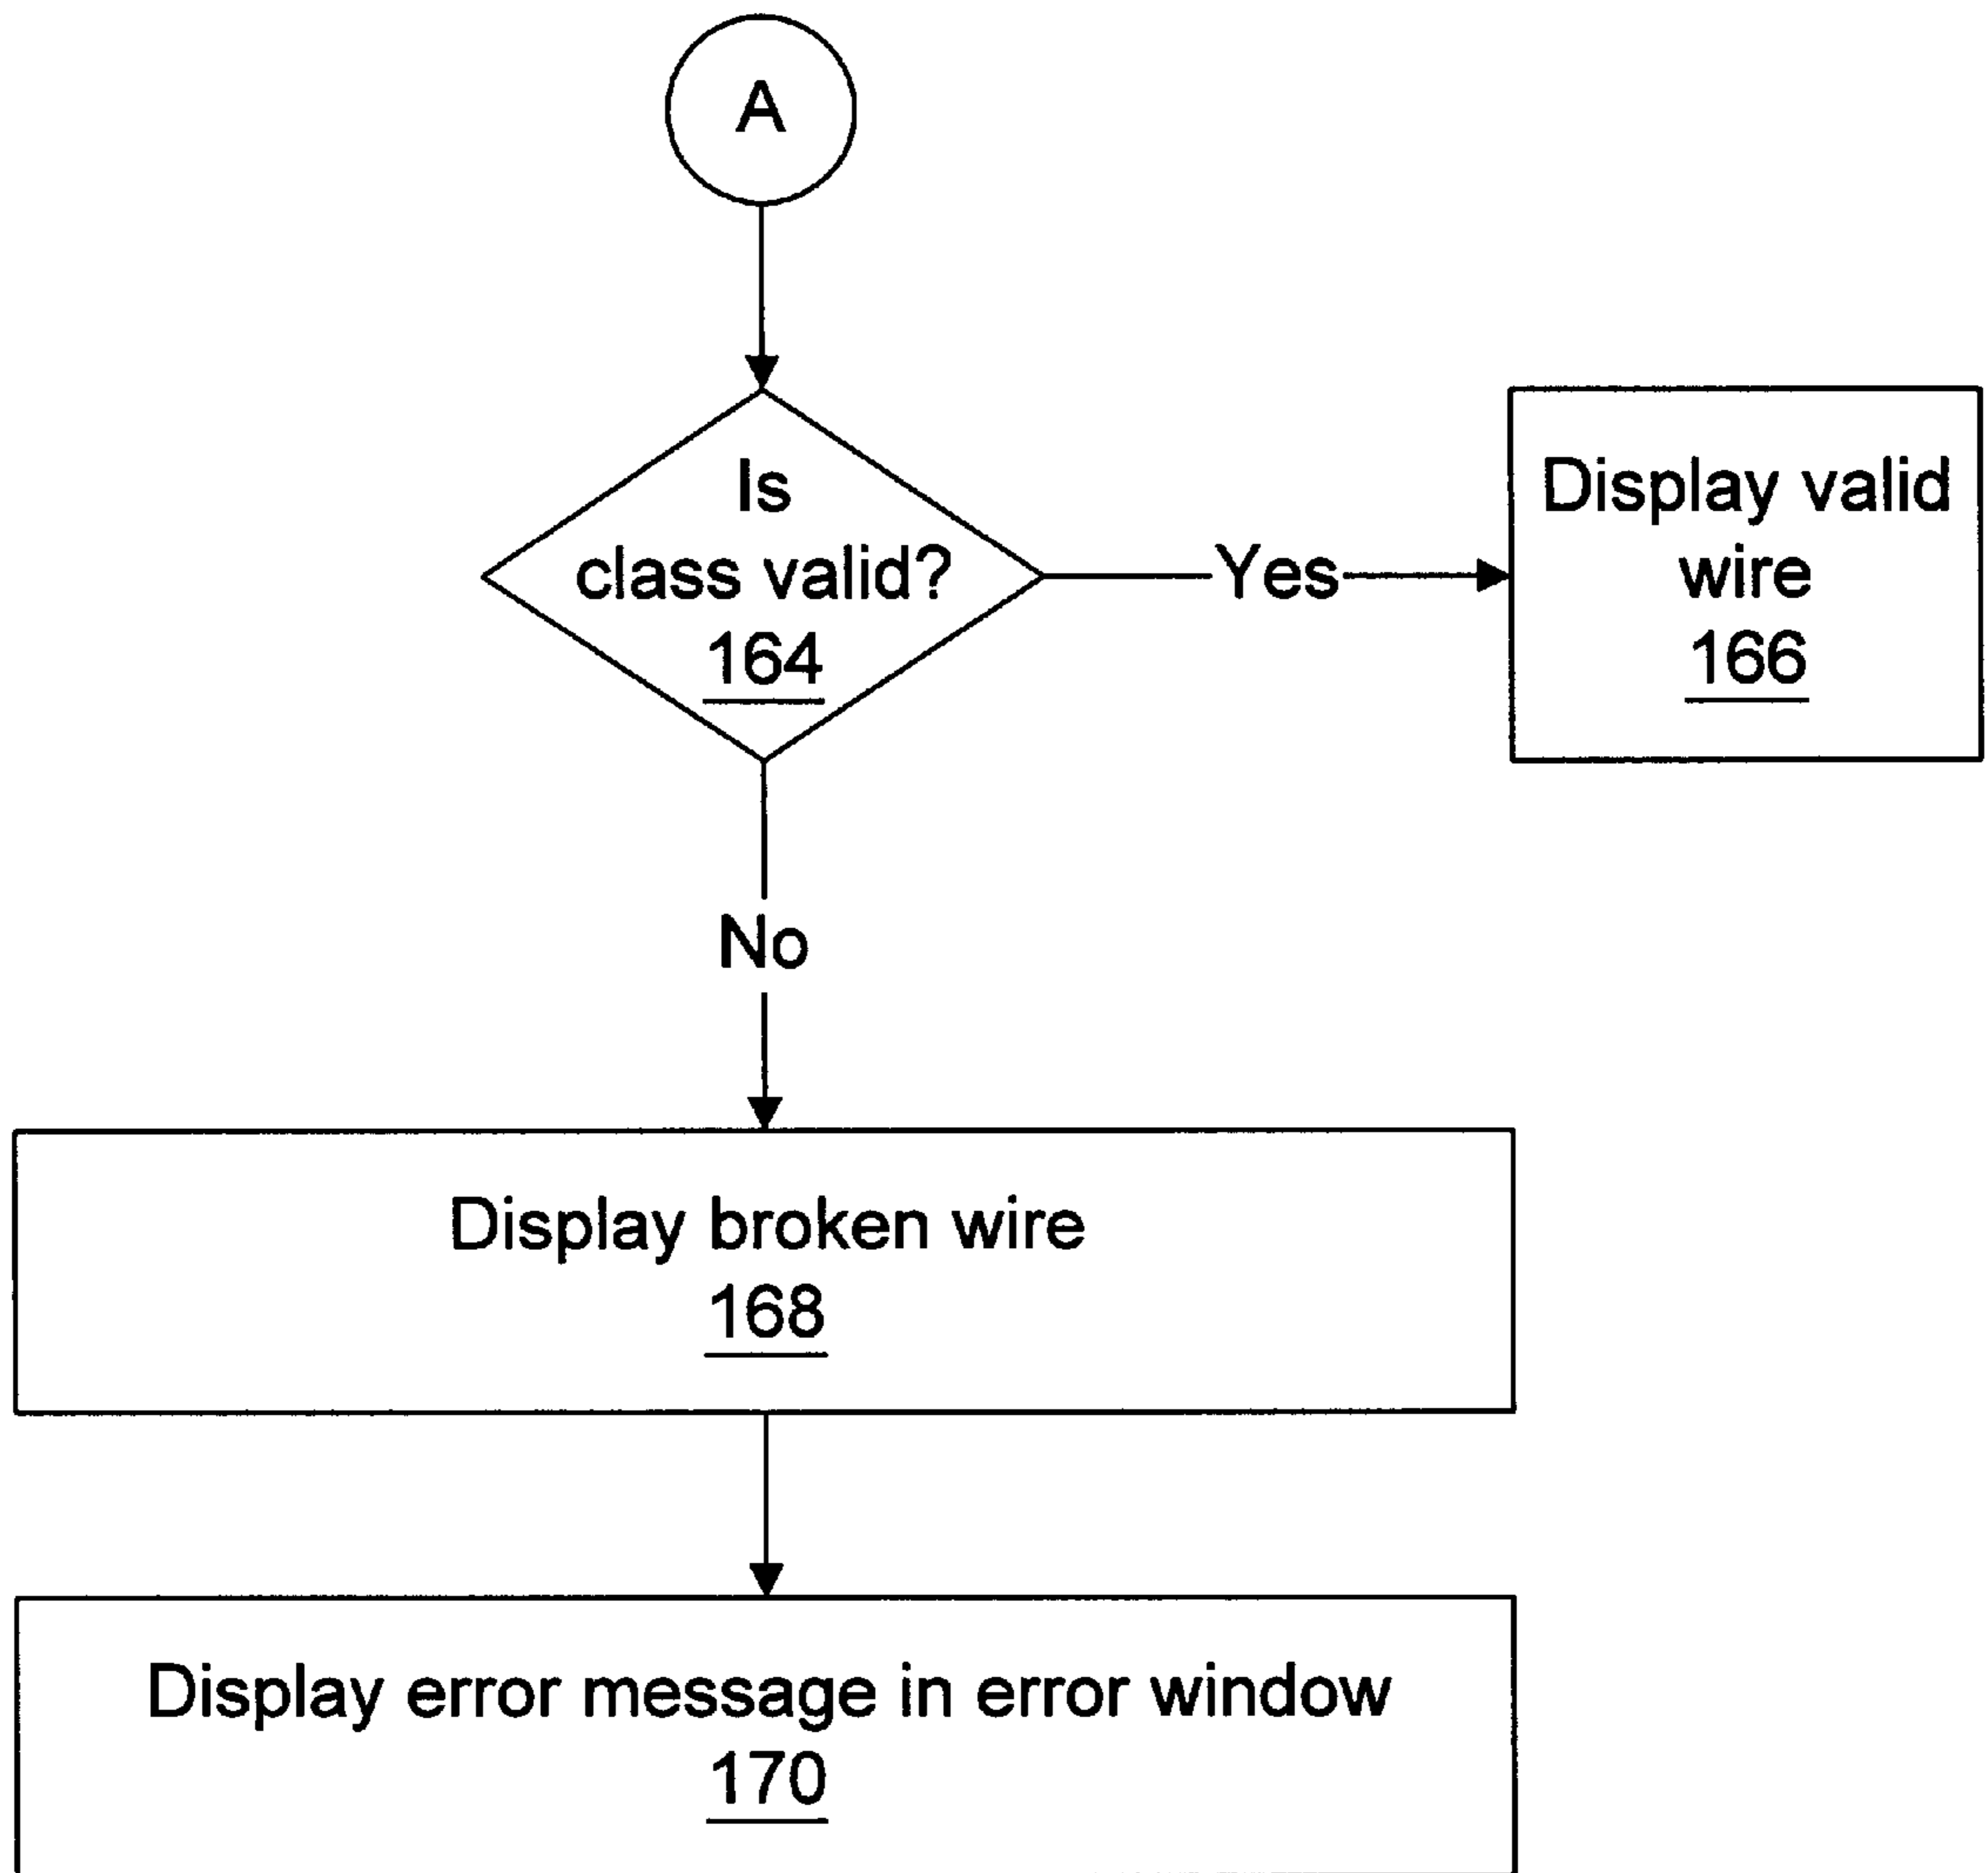 A
Is
class valid?
164
Yes
Display valid
wire
166
No
Display broken wire
168
Display error message in error window
170